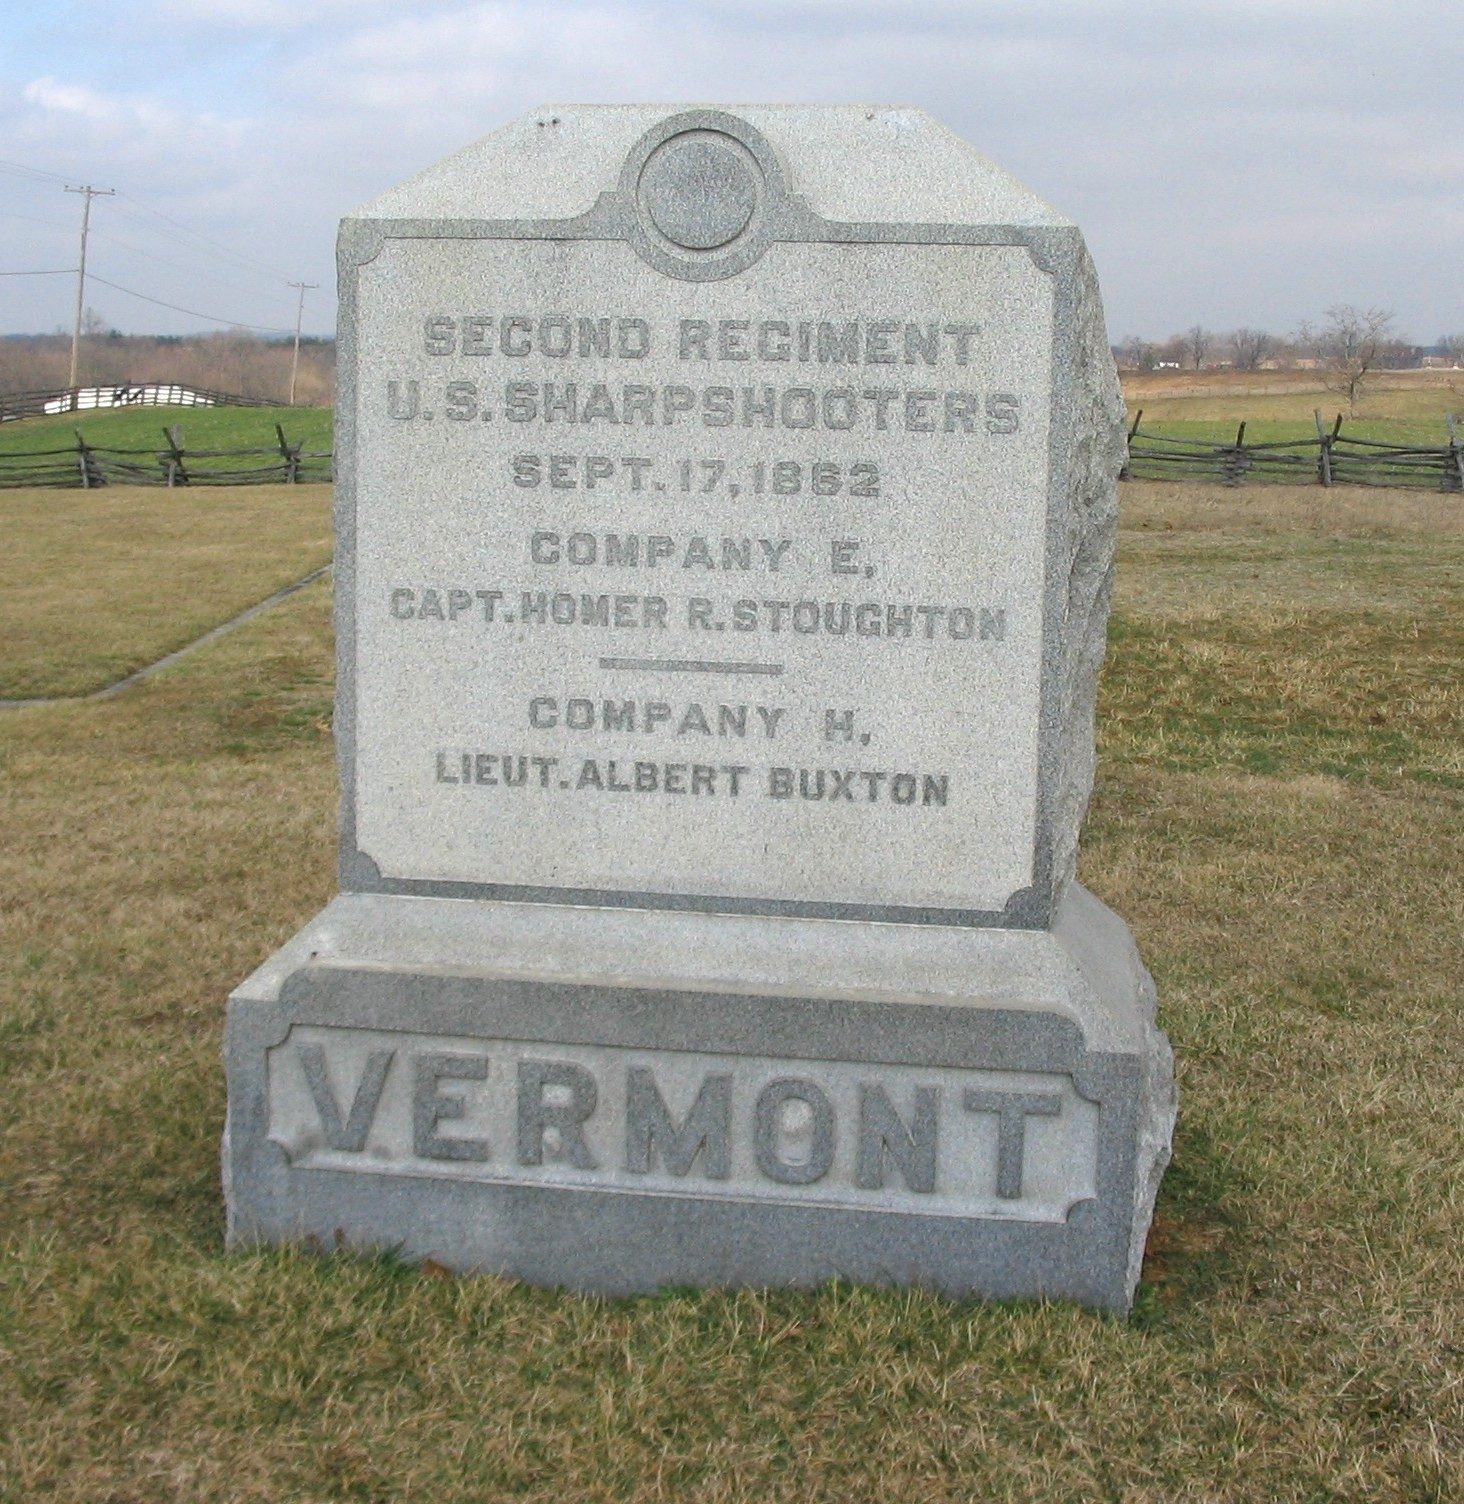 SECOND REGIMENT
U.S. SHARPSHOOTERS
SEPT. 17, 1862
COMPANY E,
CAPT. HOMER R. STOUGHTON
COMPANY H,
LIEUT. ALBERT BUXTON
VERMONT